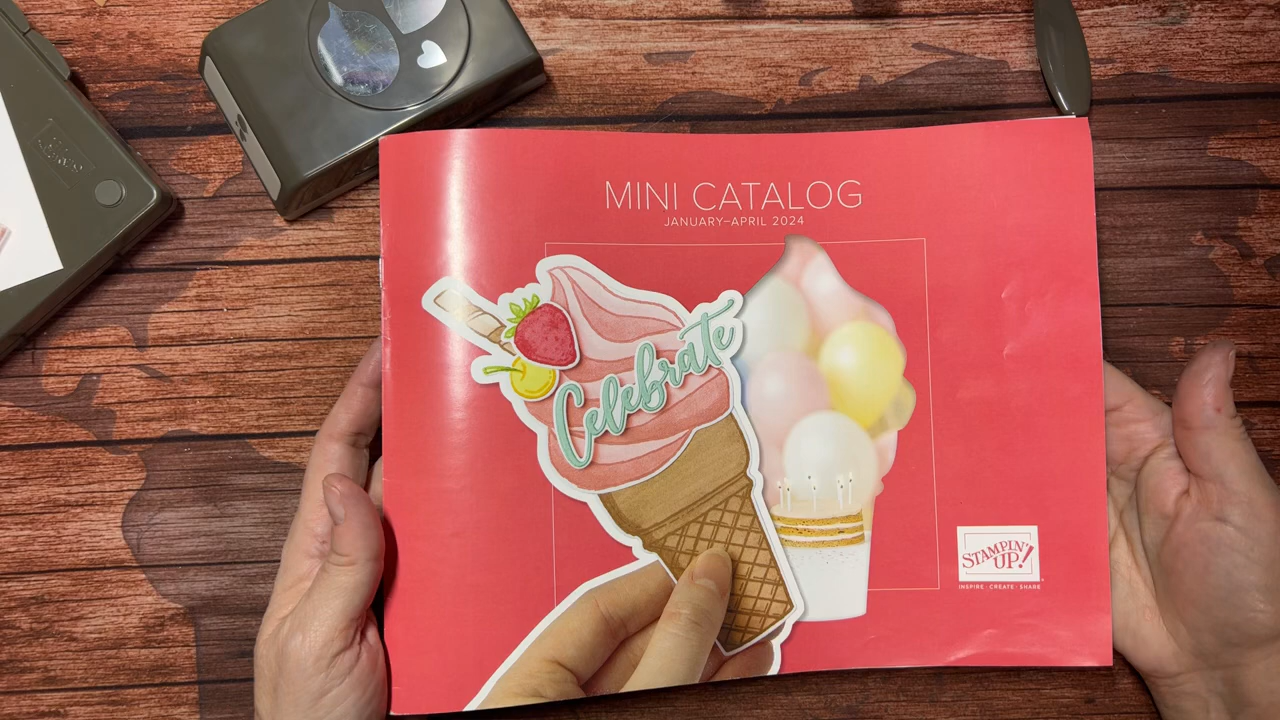 MINI CATALOG
JANUARY–APRIL 2024
Celebrate
STAMPIN'
UP!
INSPIRE · CREATE · SHARE